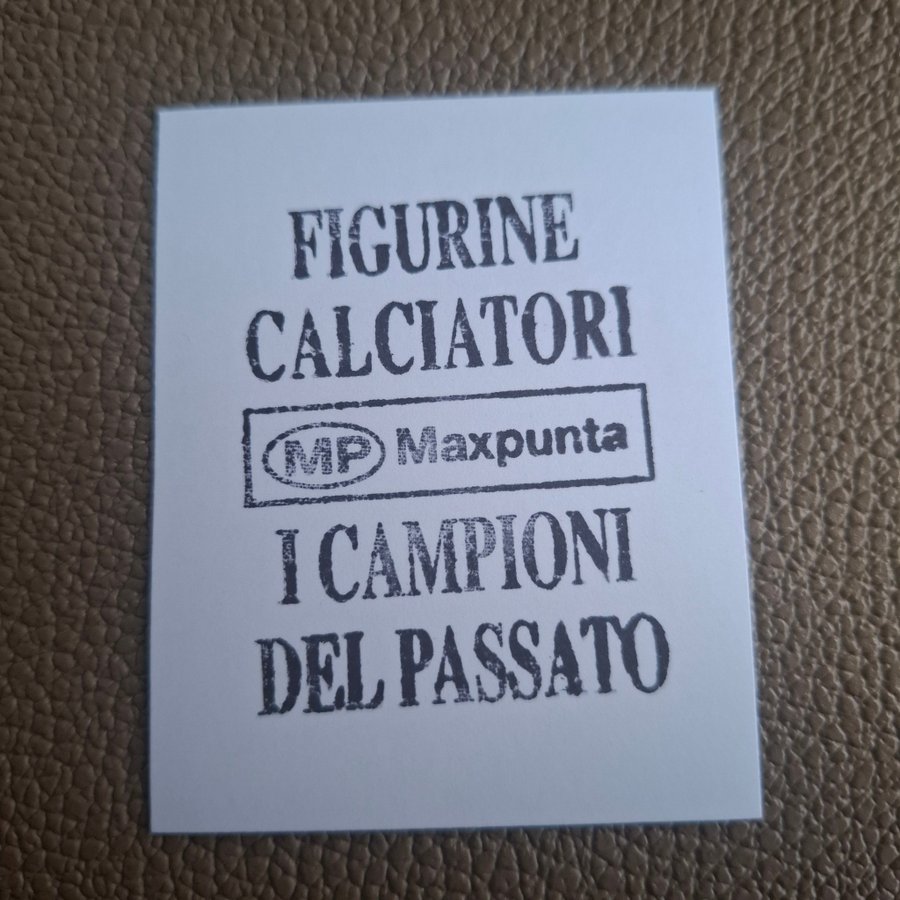 FIGURINE
CALCIATORI
MP Maxpunta
I CAMPIONI
DEL PASSATO